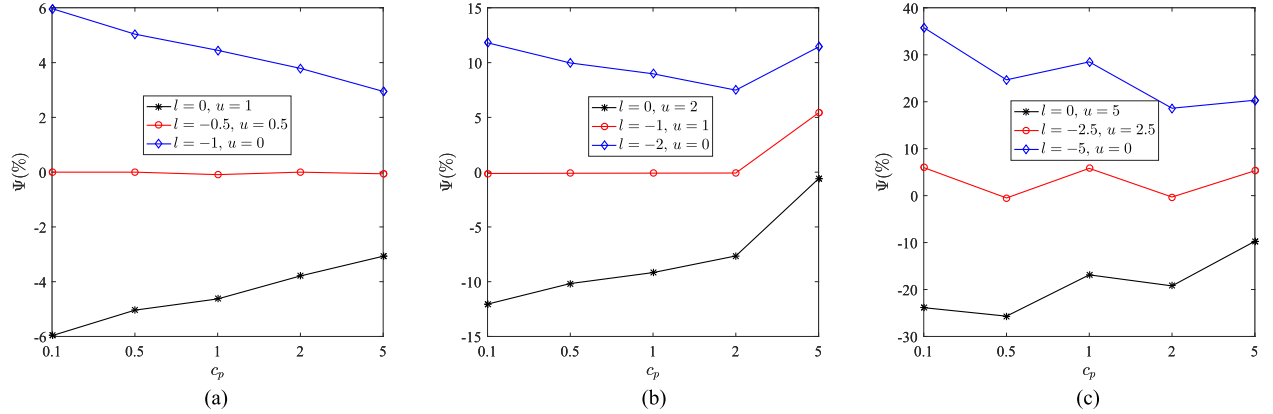 6
4
2
0
-2
-4
-6
Ψ(%)
l = 0, u = 1
l = −0.5, u = 0.5
l = −1, u = 0
0.1 0.5 1 2 5
c_p
(a)
15
10
5
0
-5
-10
-15
Ψ(%)
l = 0, u = 2
l = −1, u = 1
l = −2, u = 0
0.1 0.5 1 2 5
c_p
(b)
40
30
20
10
0
-10
-20
-30
Ψ(%)
l = 0, u = 5
l = −2.5, u = 2.5
l = −5, u = 0
0.1 0.5 1 2 5
c_p
(c)